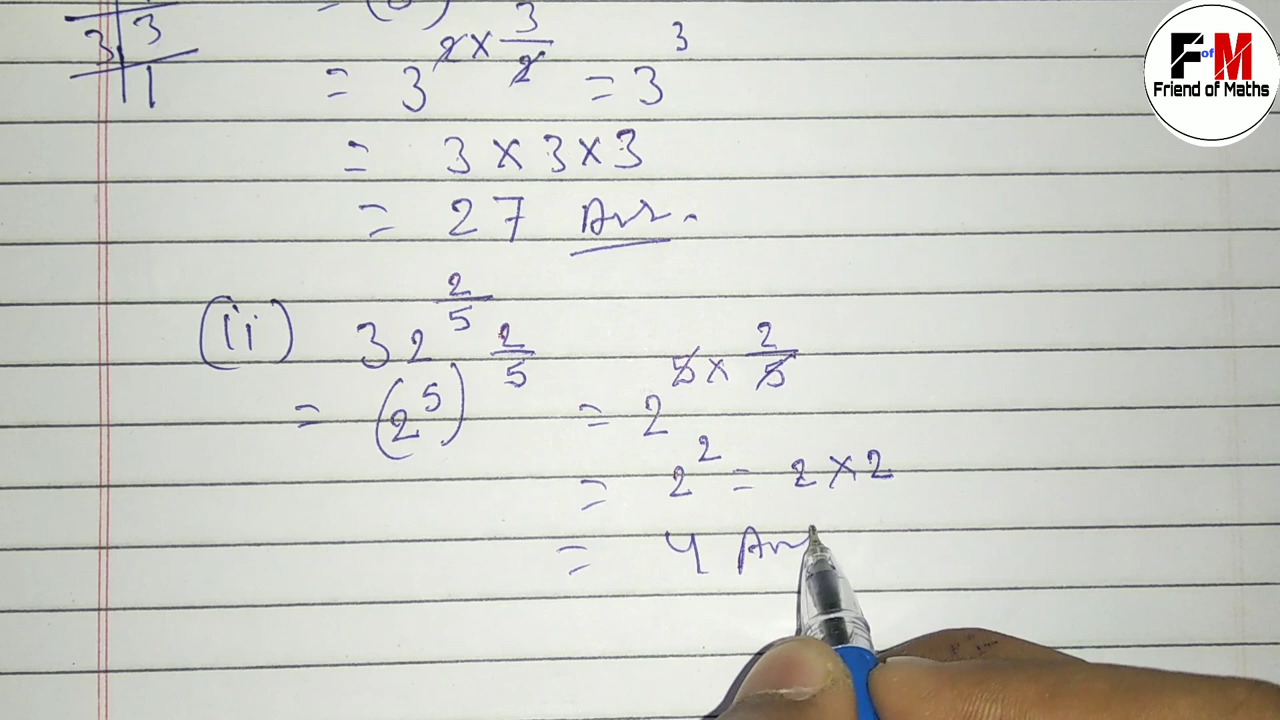 3 3
1
= 3^{2 × 3/2} = 3^3
= 3 × 3 × 3
= 27 Ans.
(ii) 32^{2/5}
= (2^5)^{2/5} = 2^{5 × 2/5}
= 2^2 = 2 × 2
= 4 Ans
F of M
Friend of Maths